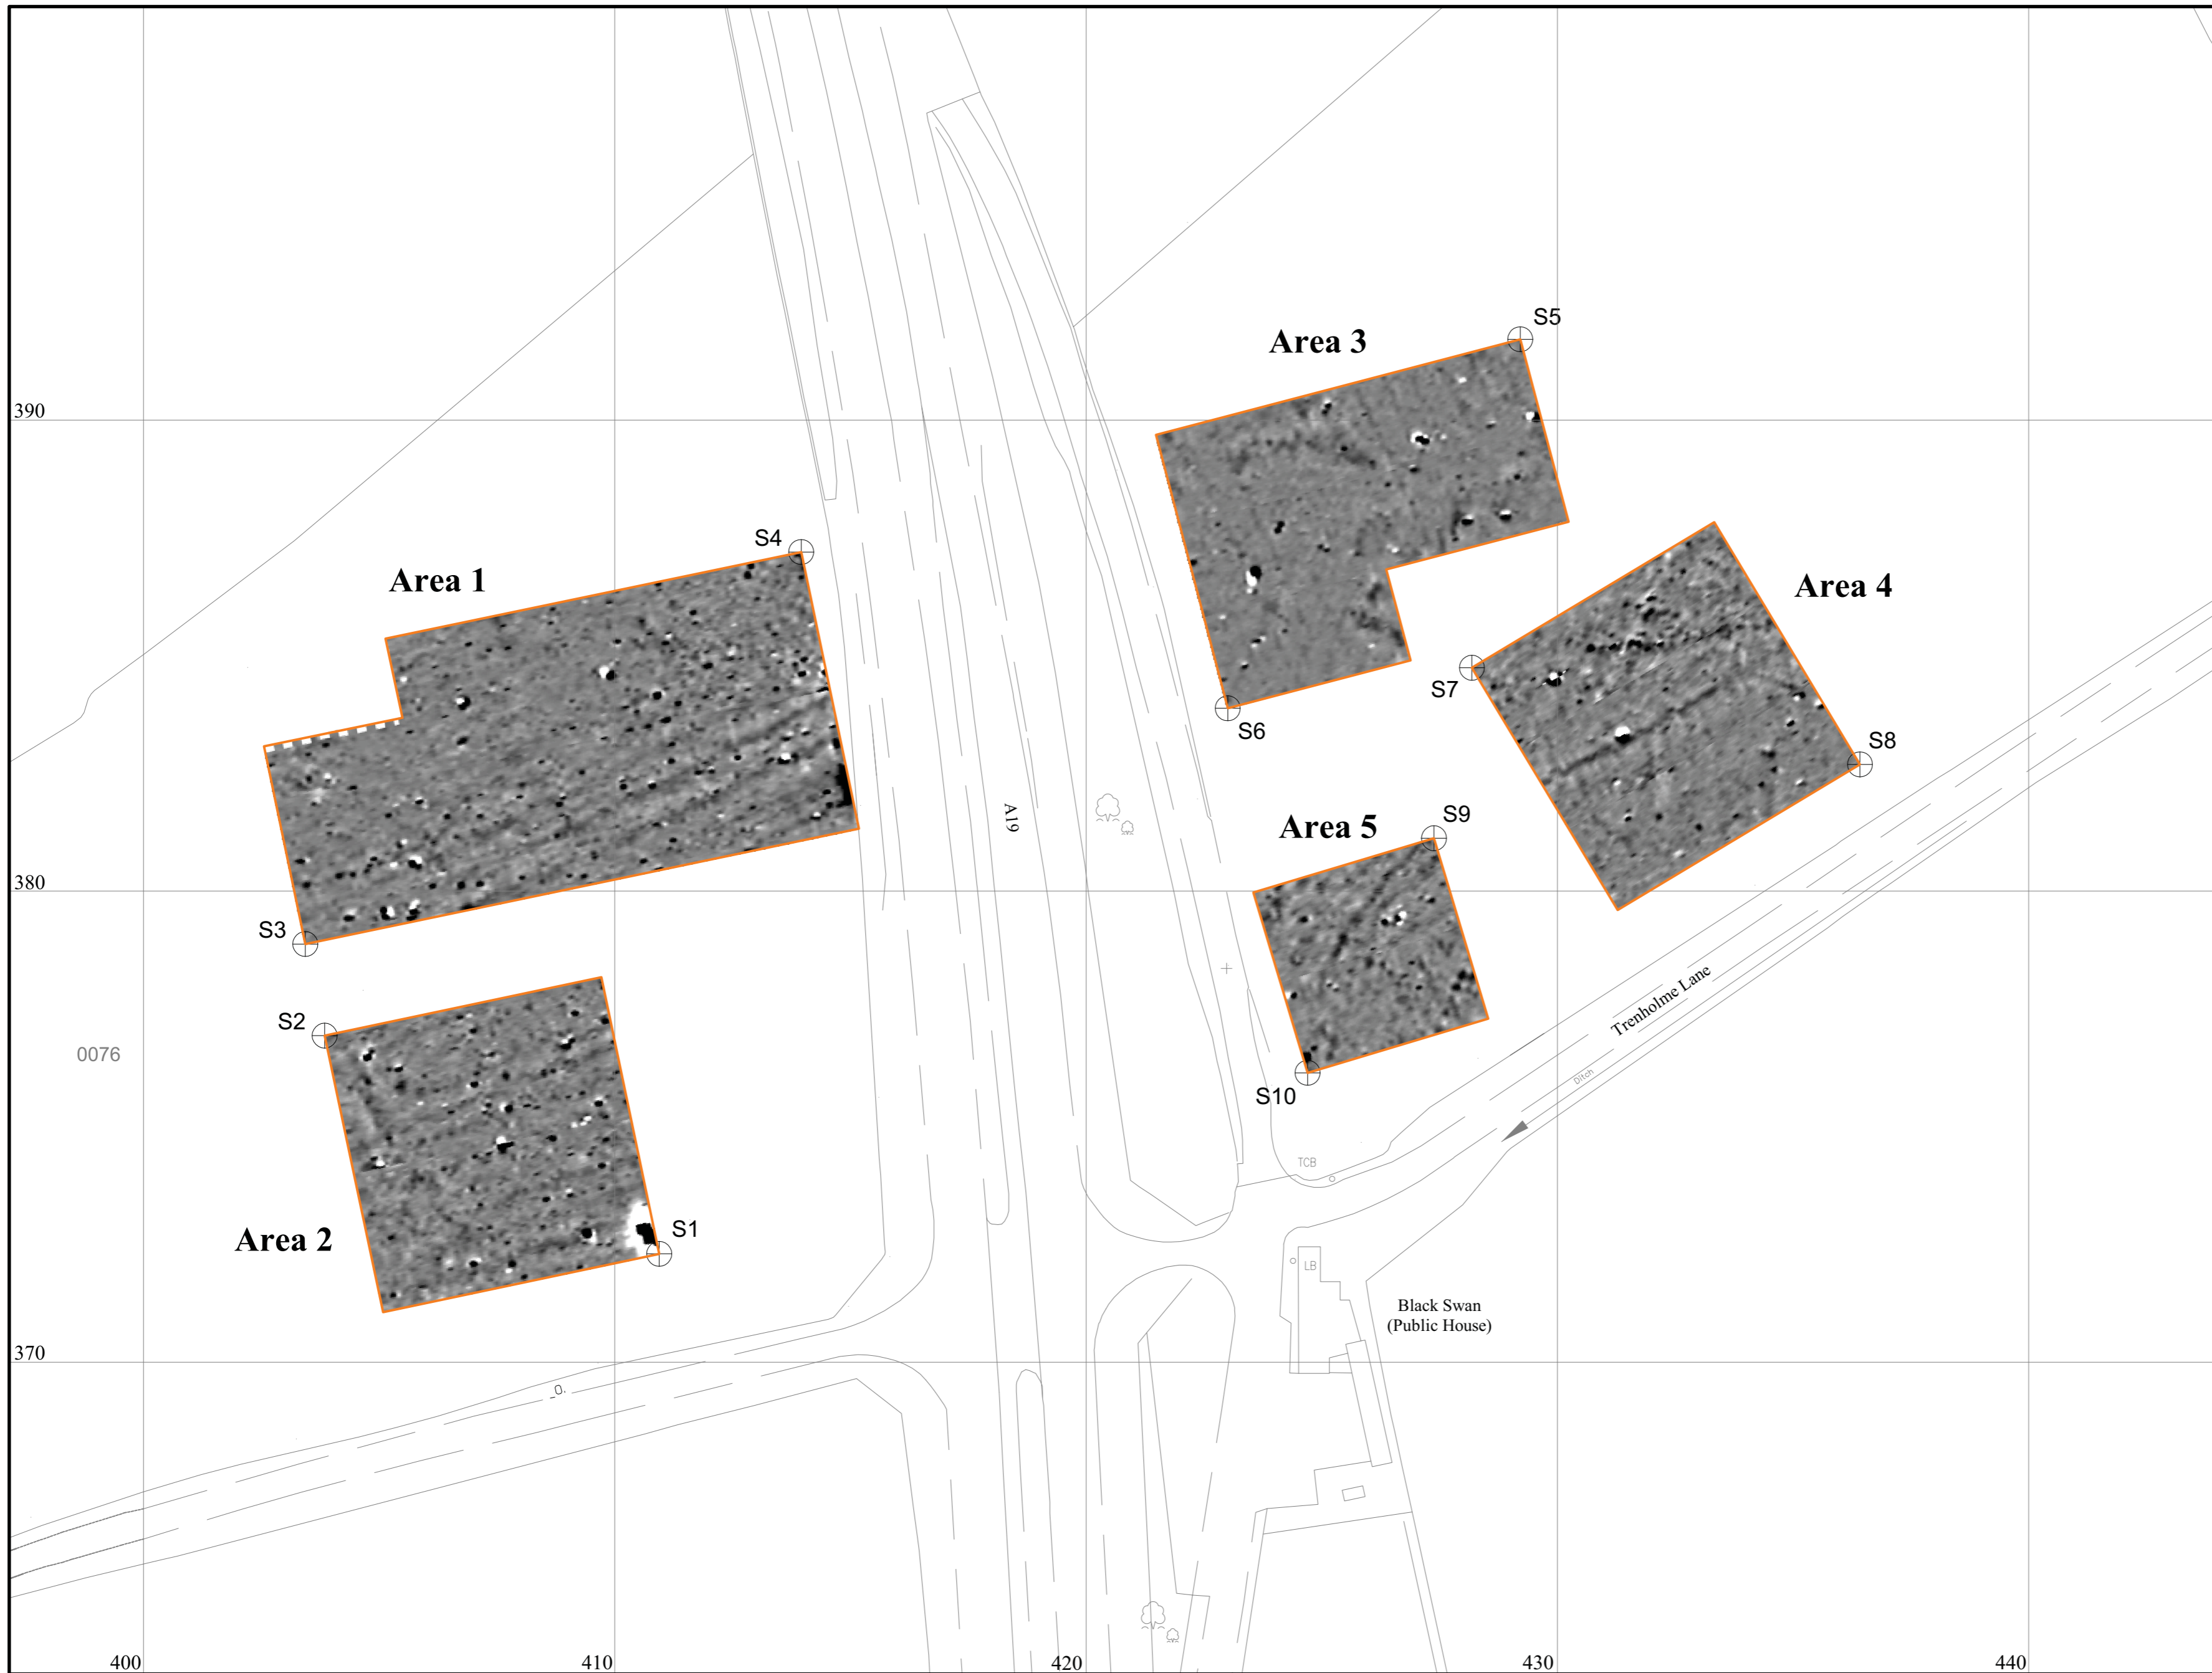 S5
Area 3
390
S4
Area 1
Area 4
S7
S6
S8
A19
S9
Area 5
380
S3
S2
0076
Trenholme Lane
Ditch
S10
TCB
S1
Area 2
LB
Black Swan
(Public House)
370
400
410
420
430
440